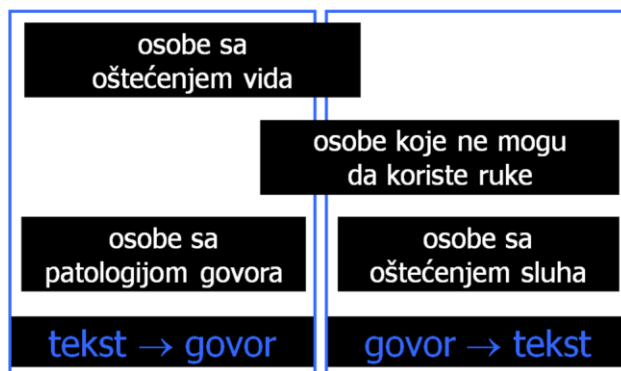 osobe sa
oštećenjem vida
osobe koje ne mogu
da koriste ruke
osobe sa
patologijom govora
osobe sa
oštećenjem sluha
tekst → govor
govor → tekst